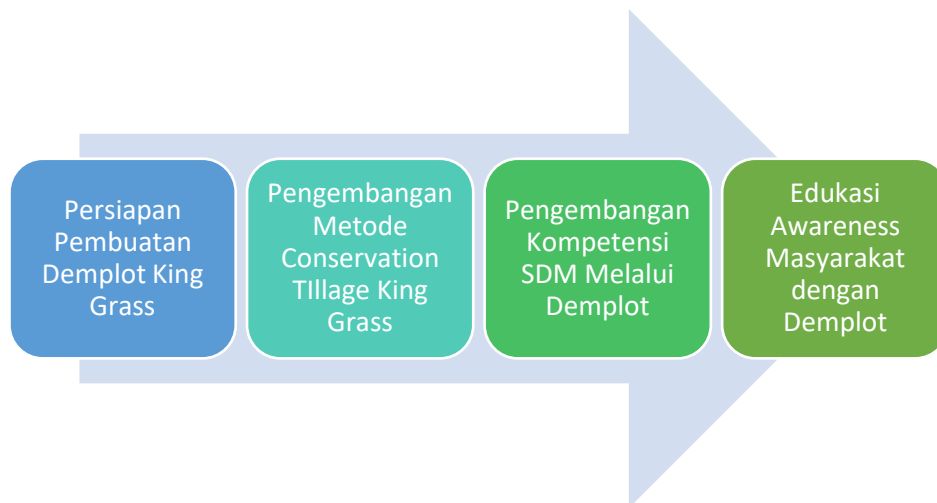 Persiapan
Pembuatan
Demplot King
Grass
Pengembangan
Metode
Conservation
TIllage King
Grass
Pengembangan
Kompetensi
SDM Melalui
Demplot
Edukasi
Awareness
Masyarakat
dengan
Demplot